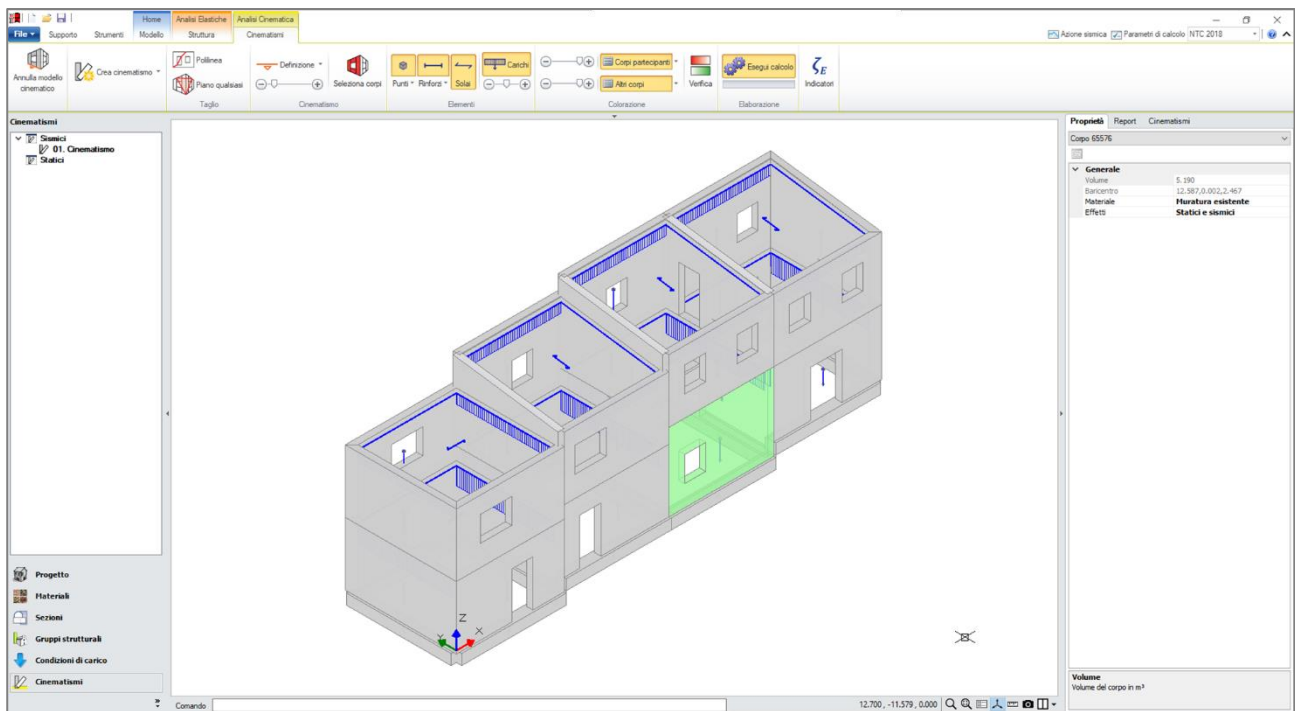 Home Analisi Elastiche Analisi Cinematica
File Supporto Strumenti Modello Struttura Cinematismi Azione sismica Parametri di calcolo NTC 2018
Annulla modello cinematico
Crea cinematismo
Polilinea
Piano qualsiasi
Taglio
Definizione
Seleziona corpi
Cinematismo
Punti Rinforzi Solai
Carichi
Elementi
Corpi partecipanti
Altri corpi
Colorazione
Verifica
Esegui calcolo
Elaborazione
ζE
Indicatori
Cinematismi
Sismici
01. Cinematismo
Statici
Progetto
Materiali
Sezioni
Gruppi strutturali
Condizioni di carico
Cinematismi
Z
Y X
Comando
12.700, -11.579, 0.000
Proprietà Report Cinematismi
Corpo 65576
Generale
Volume 5.190
Baricentro 12.587,0.002,2.467
Materiale Muratura esistente
Effetti Statici e sismici
Volume
Volume del corpo in m³